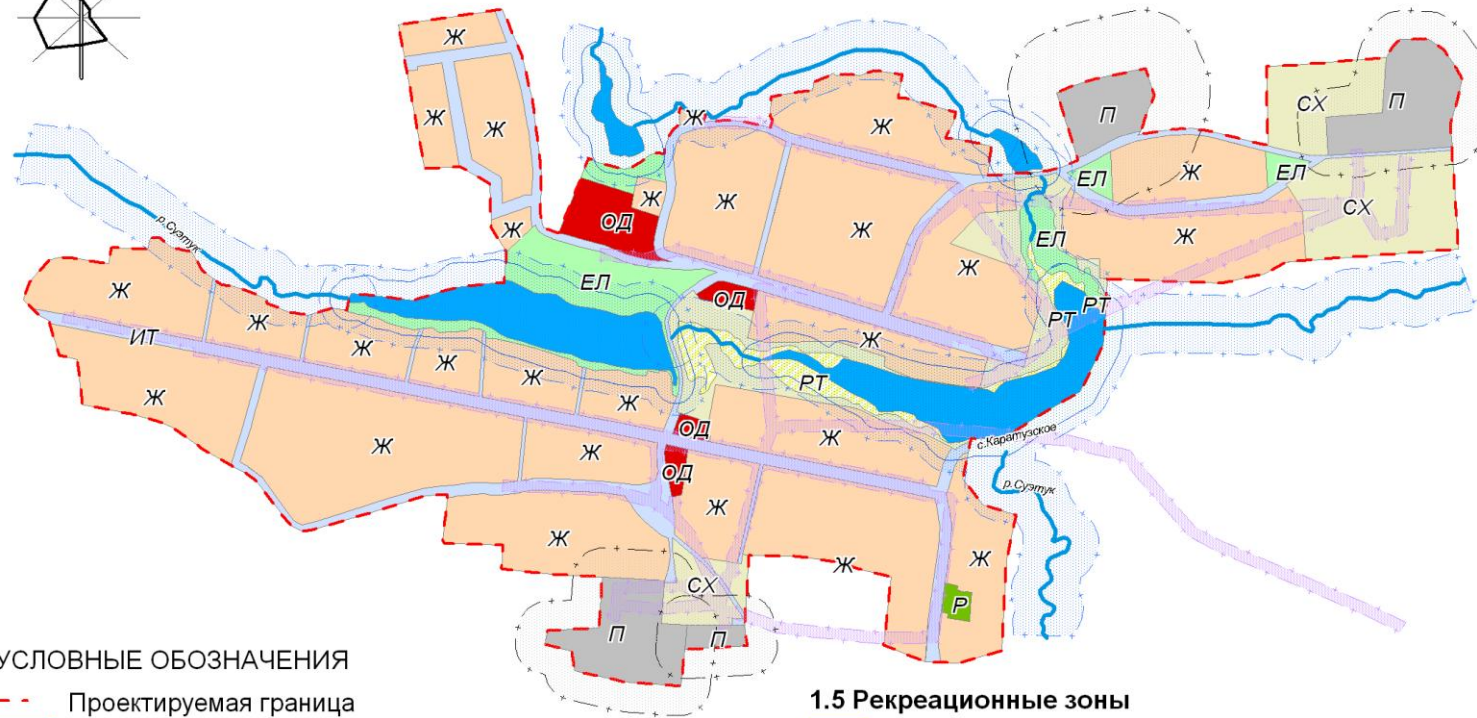 Ж
Ж
Ж
Ж
Ж
П
СХ
П
Ж
ЕЛ
Ж
ЕЛ
Ж
Ж
Ж
ОД
СХ
р.Суэтук
Ж
ЕЛ
Ж
Ж
ЕЛ
Ж
ОД
РТ
РТ
Ж
ИТ
Ж
Ж
Ж
Ж
РТ
Ж
Ж
ОД
Ж
с.Каратузское
Ж
Ж
ОД
р.Суэтук
Ж
Ж
Ж
Ж
СХ
Р
П
П
УСЛОВНЫЕ ОБОЗНАЧЕНИЯ
Проектируемая граница
1.5 Рекреационные зоны